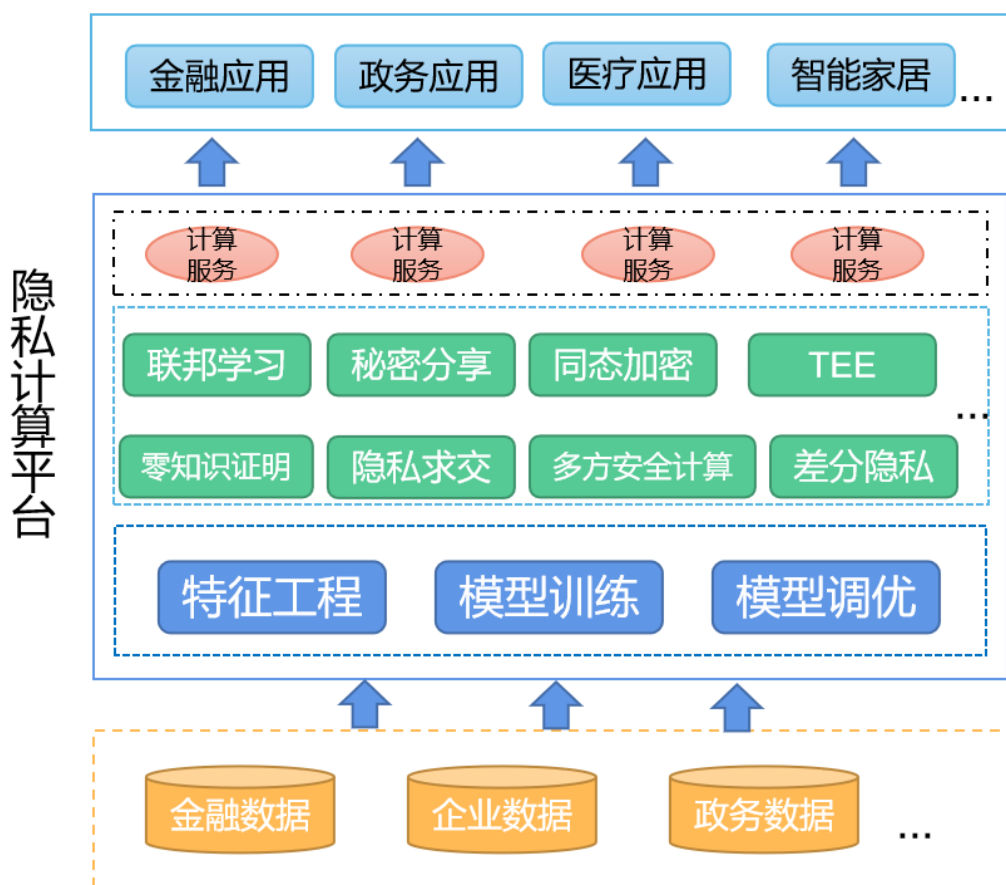 金融应用
政务应用
医疗应用
智能家居
...
隐私计算平台
计算
服务
计算
服务
计算
服务
计算
服务
联邦学习
秘密分享
同态加密
TEE
...
零知识证明
隐私求交
多方安全计算
差分隐私
特征工程
模型训练
模型调优
金融数据
企业数据
政务数据
...